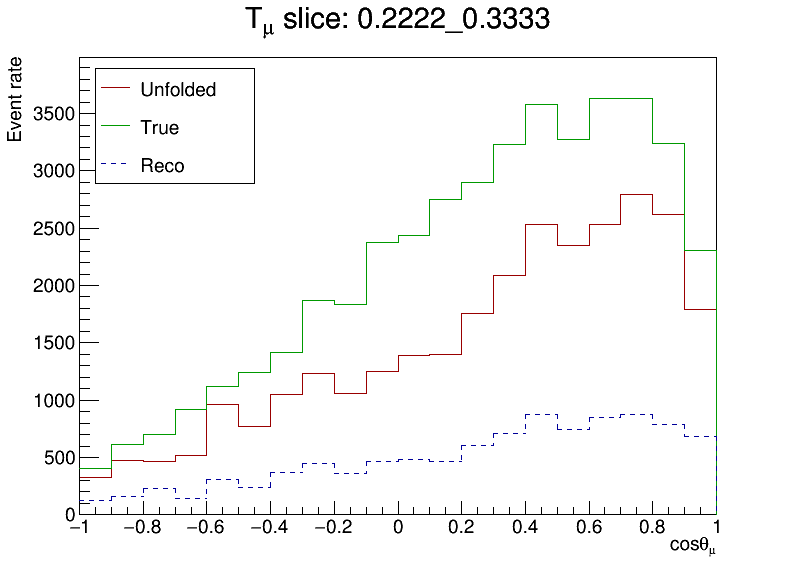 Tμ slice: 0.2222_0.3333
Event rate
Unfolded
True
Reco
3500
3000
2500
2000
1500
1000
500
0
−1 −0.8 −0.6 −0.4 −0.2 0 0.2 0.4 0.6 0.8 1
cosθμ